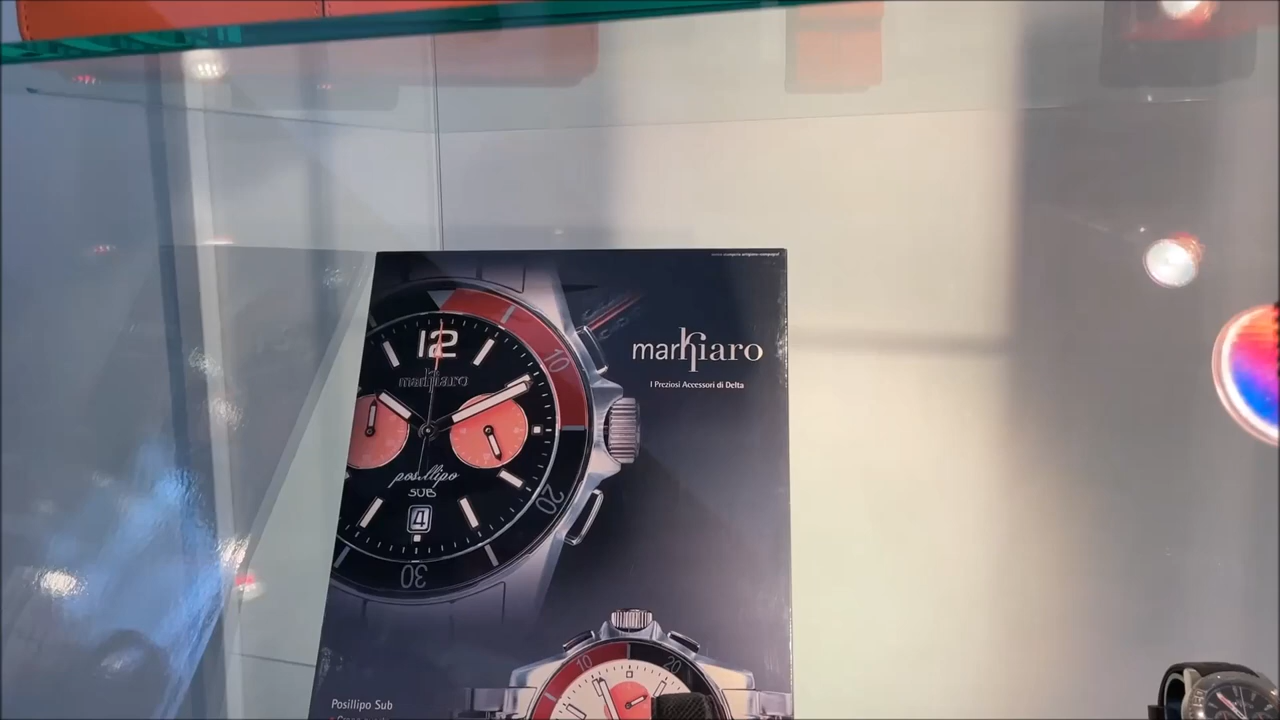 marhiaro
I Preziosi Accessori di Delta
12
marhiaro
posillipo
SUB
4
10
20
30
10
20
Posillipo Sub